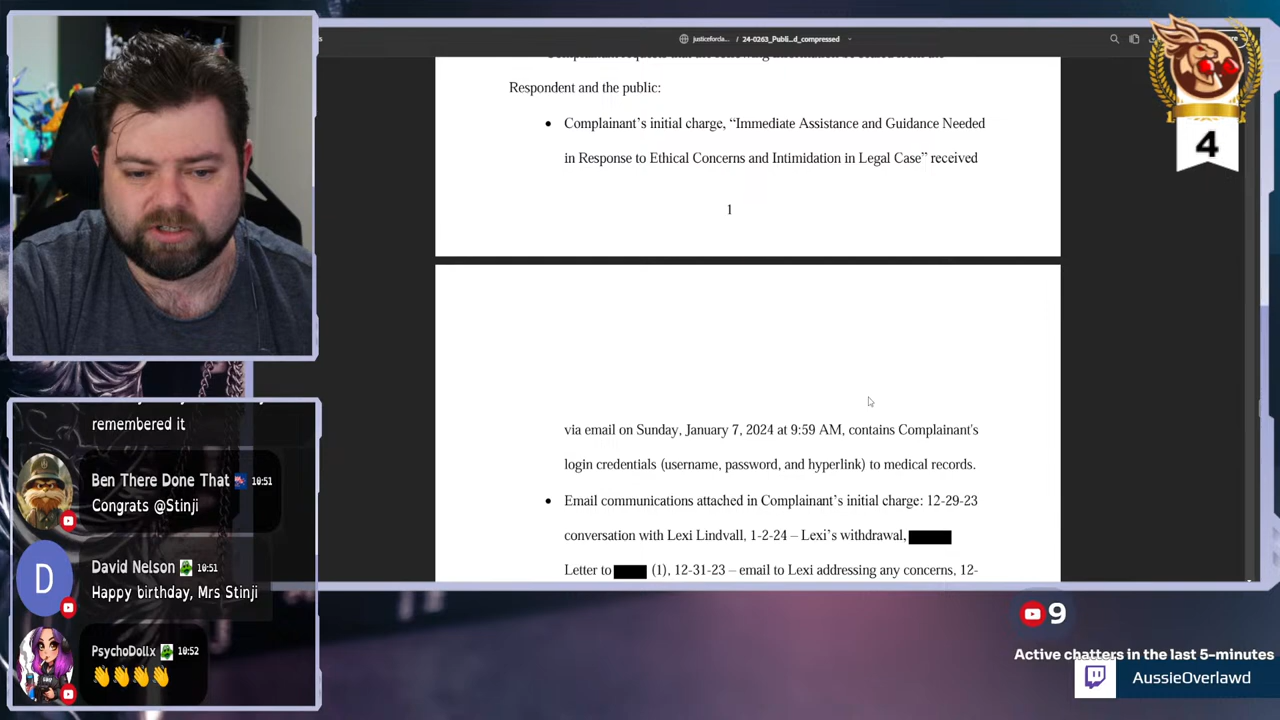 justiceforcla... / 24-0263_Publi...d_compressed
4
Respondent and the public:
• Complainant's initial charge, “Immediate Assistance and Guidance Needed
in Response to Ethical Concerns and Intimidation in Legal Case” received
1
via email on Sunday, January 7, 2024 at 9:59 AM, contains Complainant's
login credentials (username, password, and hyperlink) to medical records.
• Email communications attached in Complainant's initial charge: 12-29-23
conversation with Lexi Lindvall, 1-2-24 – Lexi's withdrawal,
Letter to (1), 12-31-23 – email to Lexi addressing any concerns, 12-
remembered it
Ben There Done That 10:51
Congrats @Stinji
D
David Nelson 10:51
Happy birthday, Mrs Stinji
PsychoDollx 10:52
9
Active chatters in the last 5-minutes
AussieOverlawd